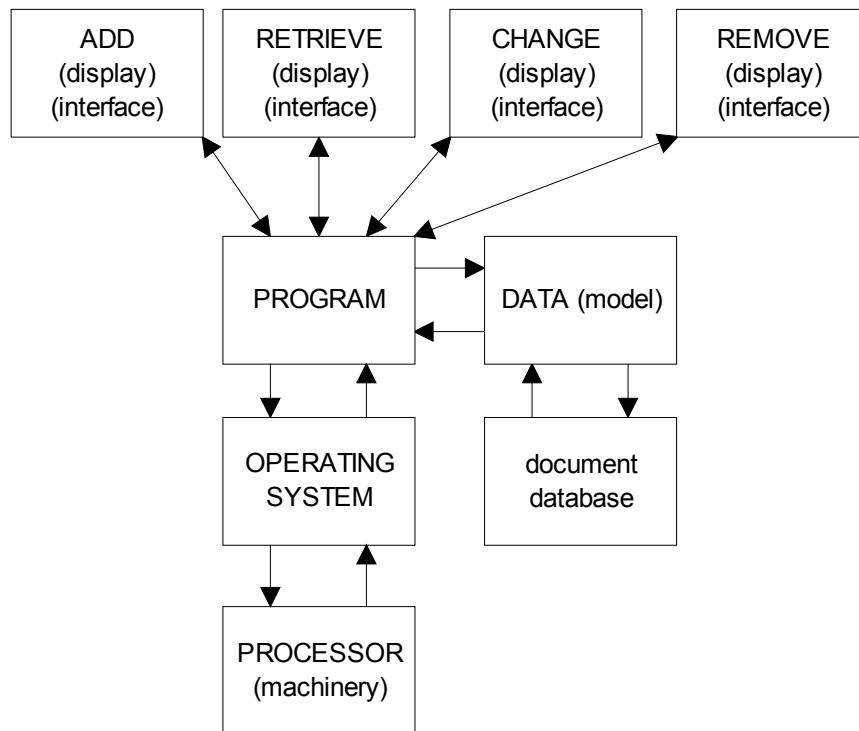 ADD
(display)
(interface)
RETRIEVE
(display)
(interface)
CHANGE
(display)
(interface)
REMOVE
(display)
(interface)
PROGRAM
DATA (model)
OPERATING
SYSTEM
document
database
PROCESSOR
(machinery)